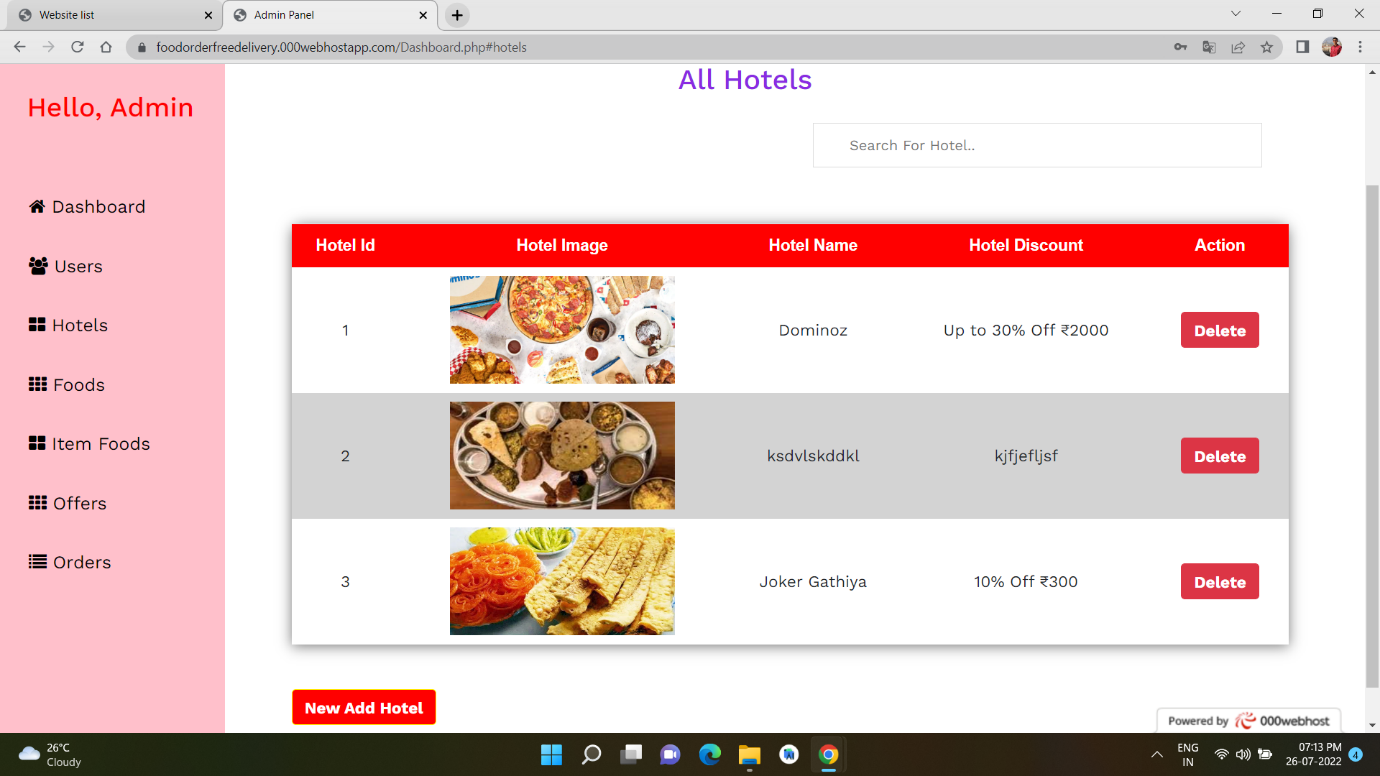 Website list
Admin Panel
foodorderfreedelivery.000webhostapp.com/Dashboard.php#hotels
Hello, Admin
Dashboard
Users
Hotels
Foods
Item Foods
Offers
Orders
All Hotels
Search For Hotel..
Hotel Id Hotel Image Hotel Name Hotel Discount Action
1 Dominoz Up to 30% Off ₹2000 Delete
2 ksdvlskddkl kjfjefljsf Delete
3 Joker Gathiya 10% Off ₹300 Delete
New Add Hotel
Powered by 000webhost
26°C
Cloudy
ENG
IN
07:13 PM
26-07-2022
4